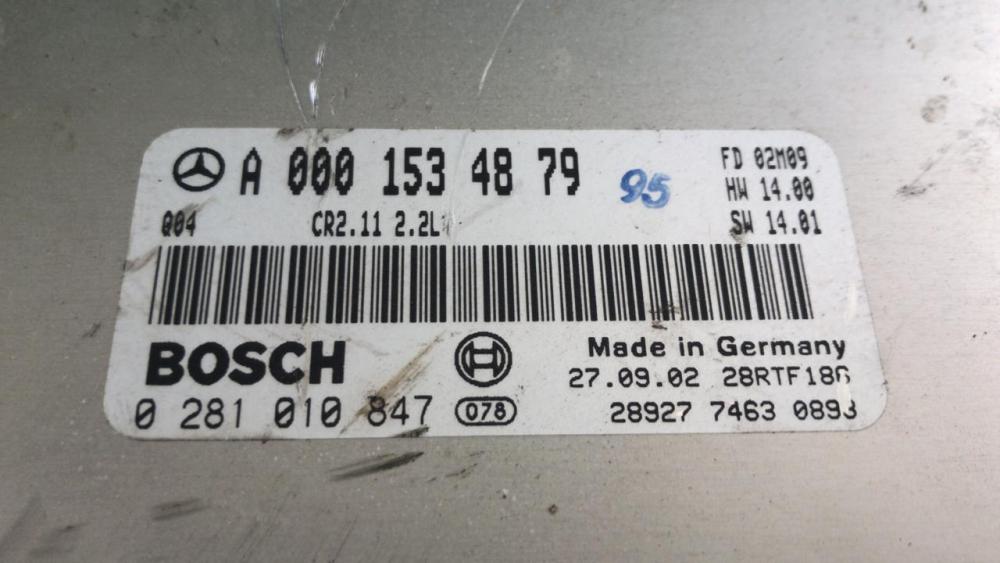 A 000 153 48 79
95
FD 02M09
HW 14.00
Q04 CR2.11 2.2L
SW 14.01
BOSCH
Made in Germany
27.09.02 28RTF186
0 281 010 847
078
28927 7463 0893